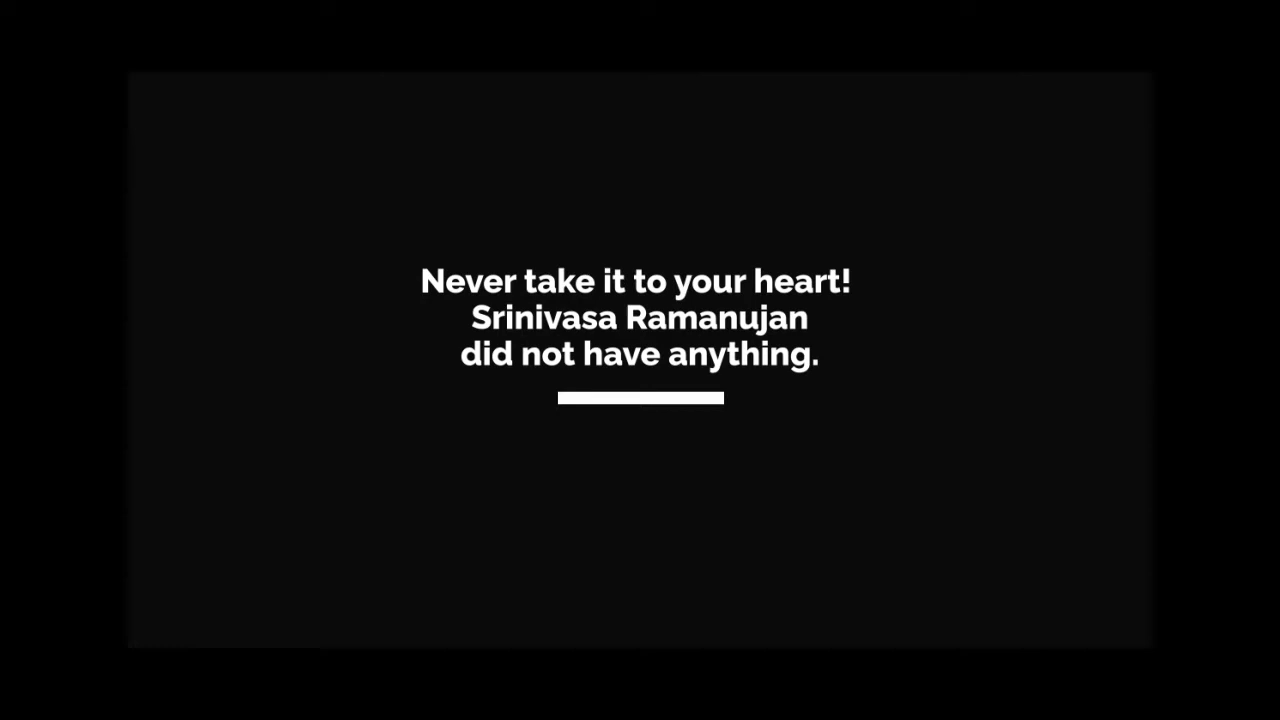 Never take it to your heart!
Srinivasa Ramanujan
did not have anything.